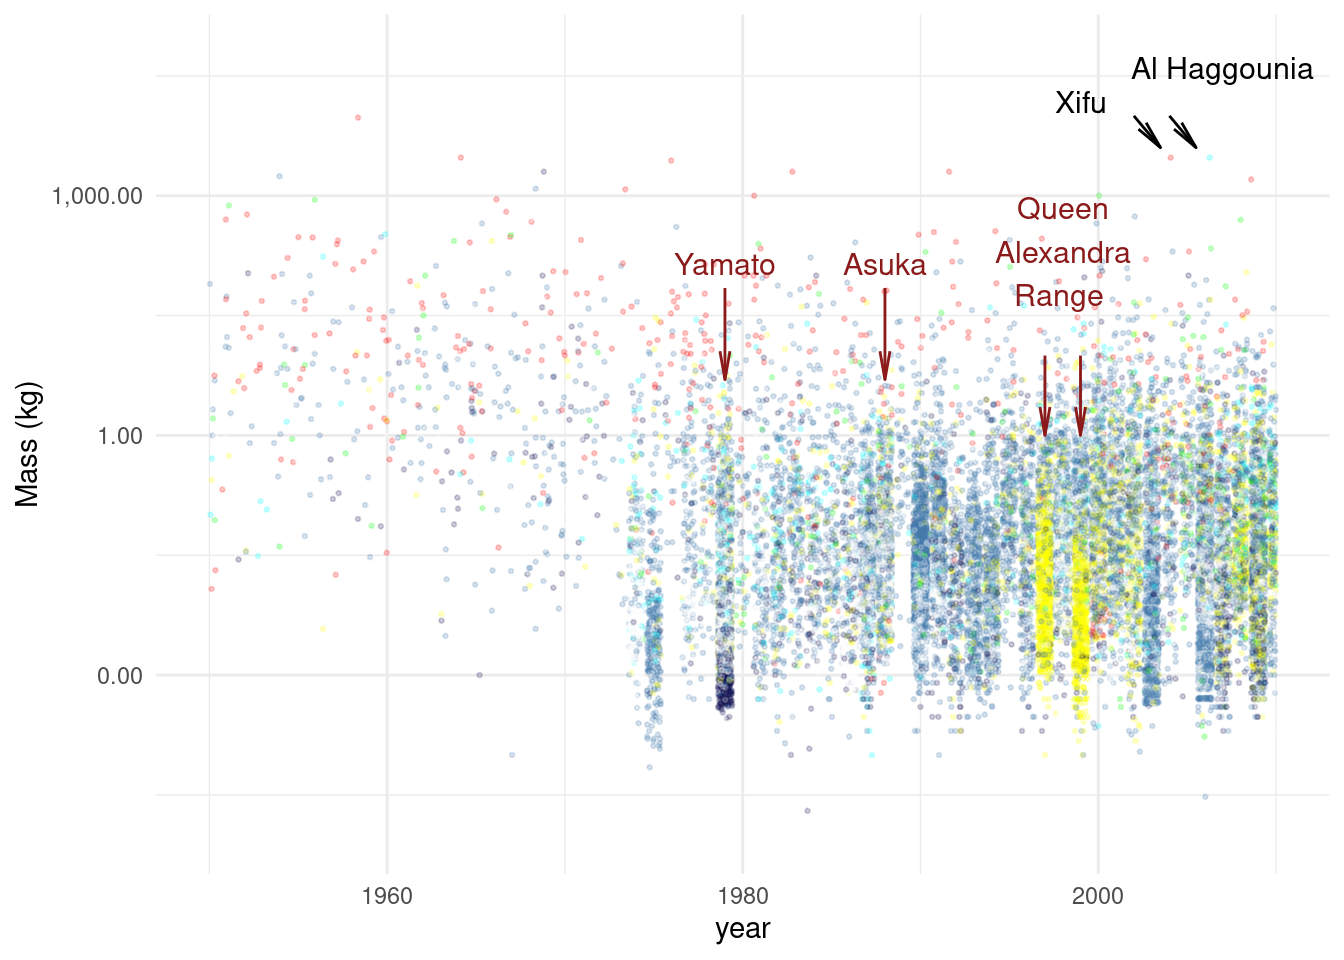 Al Haggounia
Xifu
1,000.00
Queen
Alexandra
Range
Yamato
Asuka
1.00
Mass (kg)
0.00
1960
1980
2000
year